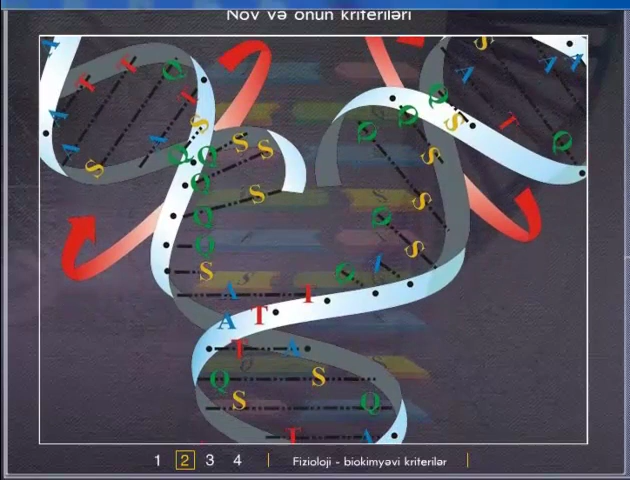 Növ və onun kriteriləri
A T T Q
A T
A A S
S Q Q S S
Q S
Q
Q
S
A T
A T
T A
Q S
S Q
T A
S A A A
Q Q S T Q
Q S
S
Q S
Q A
1 2 3 4 | Fizioloji - biokimyəvi kriterilər |